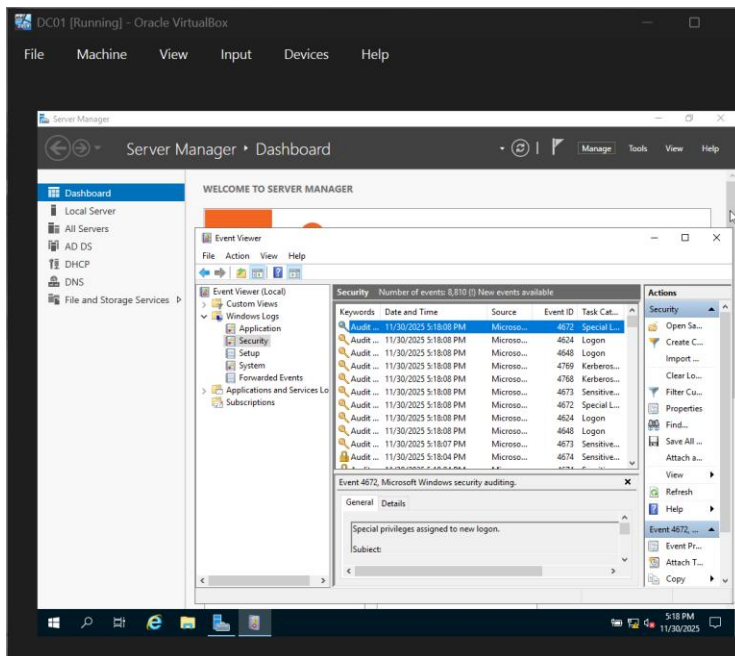 DC01 [Running] - Oracle VirtualBox
File Machine View Input Devices Help
Server Manager
Server Manager • Dashboard
Manage Tools View Help
Dashboard
Local Server
All Servers
AD DS
DHCP
DNS
File and Storage Services
WELCOME TO SERVER MANAGER
Event Viewer
File Action View Help
Event Viewer (Local)
Custom Views
Windows Logs
Application
Security
Setup
System
Forwarded Events
Applications and Services Lo
Subscriptions
Security Number of events: 8,810 (!) New events available
Keywords Date and Time Source Event ID Task Cat...
Audit ... 11/30/2025 5:18:08 PM Microso... 4672 Special L...
Audit ... 11/30/2025 5:18:08 PM Microso... 4624 Logon
Audit ... 11/30/2025 5:18:08 PM Microso... 4648 Logon
Audit ... 11/30/2025 5:18:08 PM Microso... 4769 Kerberos...
Audit ... 11/30/2025 5:18:08 PM Microso... 4768 Kerberos...
Audit ... 11/30/2025 5:18:08 PM Microso... 4673 Sensitive...
Audit ... 11/30/2025 5:18:08 PM Microso... 4672 Special L...
Audit ... 11/30/2025 5:18:08 PM Microso... 4624 Logon
Audit ... 11/30/2025 5:18:08 PM Microso... 4648 Logon
Audit ... 11/30/2025 5:18:07 PM Microso... 4673 Sensitive...
Audit ... 11/30/2025 5:18:04 PM Microso... 4674 Sensitive...
Event 4672, Microsoft Windows security auditing.
General Details
Special privileges assigned to new logon.
Subject:
Actions
Security
Open Sa...
Create C...
Import ...
Clear Lo...
Filter Cu...
Properties
Find...
Save All ...
Attach a...
View
Refresh
Help
Event 4672, ...
Event Pr...
Attach T...
Copy
5:18 PM
11/30/2025